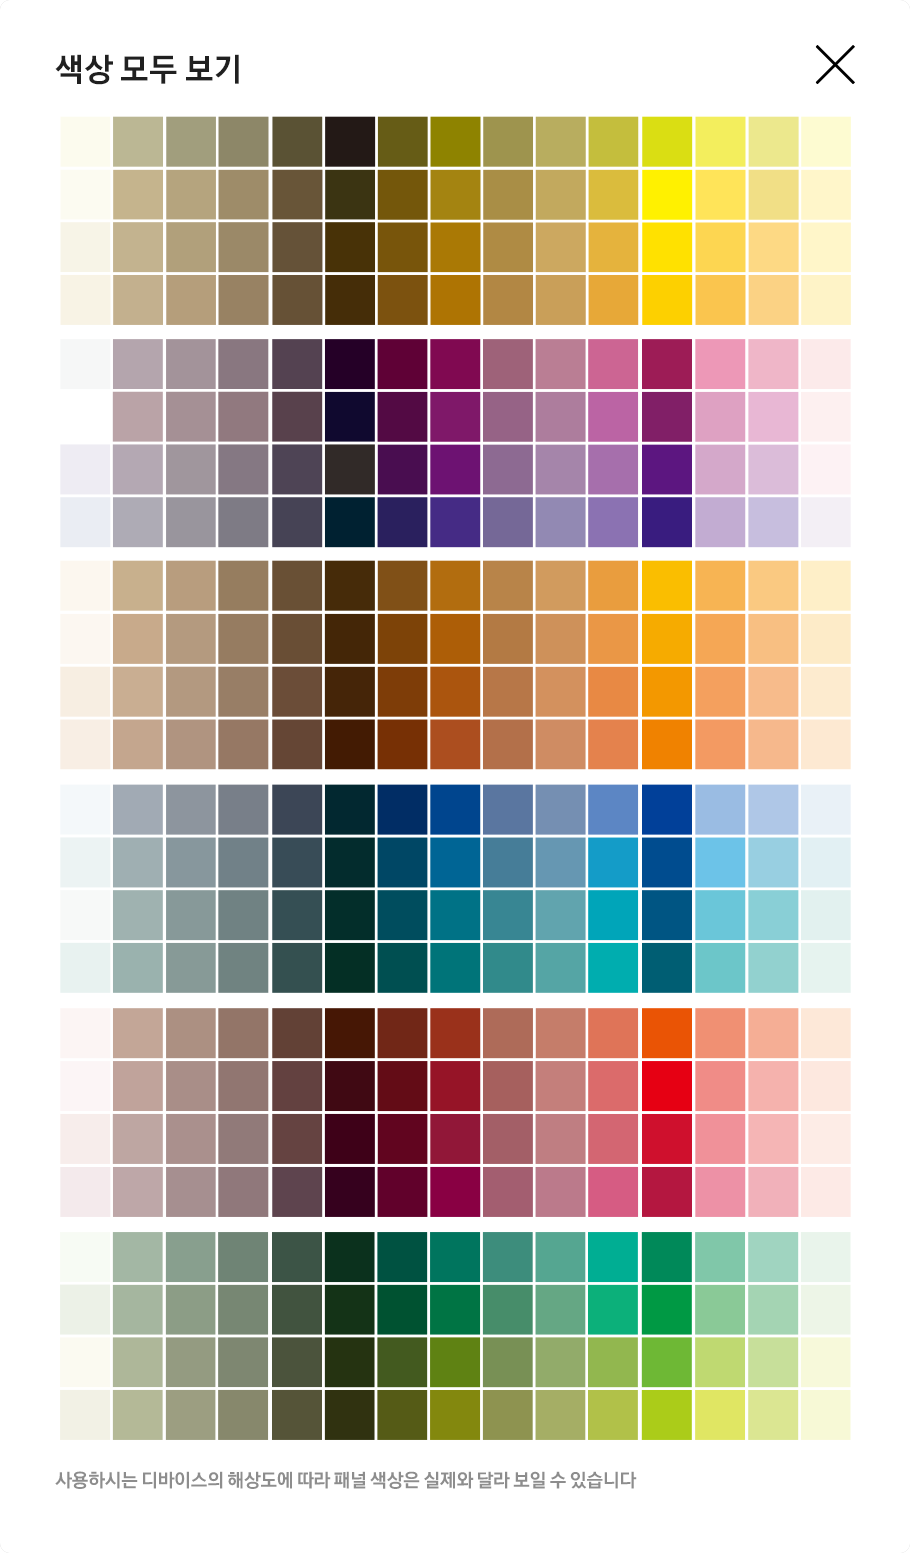 색상 모두 보기
사용하시는 디바이스의 해상도에 따라 패널 색상은 실제와 달라 보일 수 있습니다